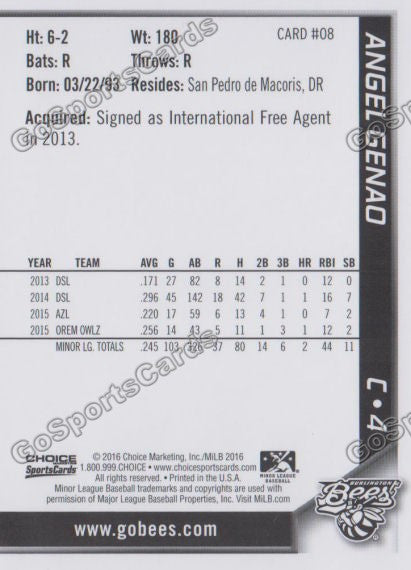 Ht: 6-2 Wt: 180 CARD #08
Bats: R Throws: R
Born: 03/22/93 Resides: San Pedro de Macoris, DR
Acquired: Signed as International Free Agent
in 2013.
ANGEL GENAO
YEAR TEAM AVG G AB R H 2B 3B HR RBI SB
2013 DSL .171 27 82 8 14 2 1 0 12 0
2014 DSL .296 45 142 18 42 7 1 1 16 7
2015 AZL .220 17 59 6 13 4 1 0 7 2
2015 OREM OWLZ .256 14 43 5 11 1 3 1 12 2
MINOR LG. TOTALS .245 103 326 37 80 14 6 2 44 11
C • 4
CHOICE
SportsCards
© 2016 Choice Marketing, Inc./MiLB 2016
1.800.999.CHOICE • www.choicesportscards.com
All rights reserved. • Printed in the U.S.A.
Minor League Baseball trademarks and copyrights are used with
permission of Major League Baseball Properties, Inc. Visit MiLB.com
MINOR LEAGUE
BASEBALL
BURLINGTON
Bees
www.gobees.com
GoSportsCards
GoSportsCards
GoSportsCards
GoSportsCards